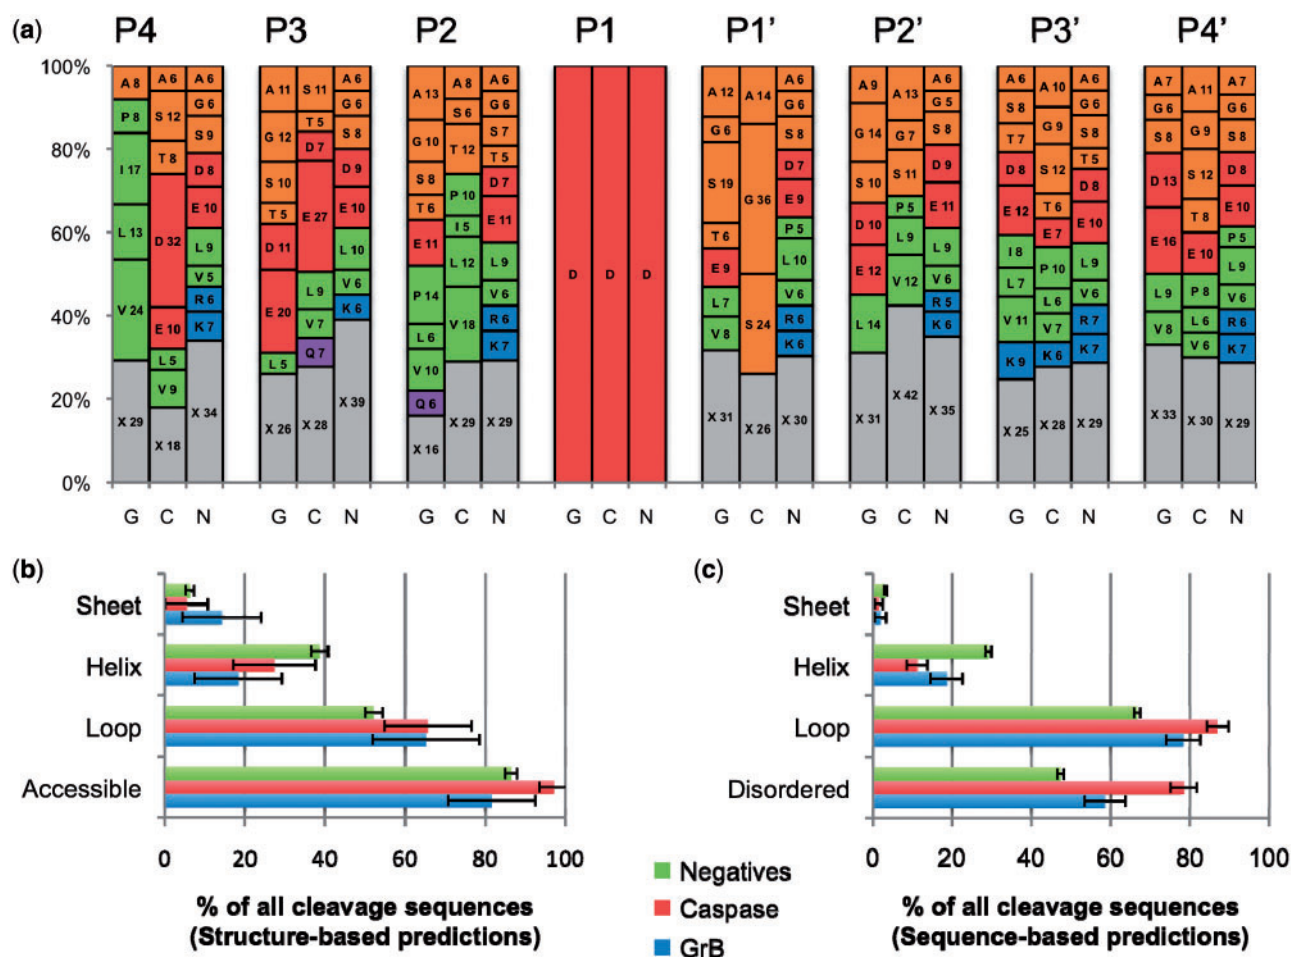 (a) P4 P3 P2 P1 P1’ P2’ P3’ P4’
100%
80%
60%
40%
20%
0%
A 8
P 8
I 17
L 13
V 24
X 29
A 6
S 12
T 8
D 32
E 10
L 5
V 9
X 18
A 6
G 6
S 9
D 8
E 10
L 9
V 5
R 6
K 7
X 34
A 11
G 12
S 10
T 5
D 11
E 20
L 5
X 26
S 11
T 5
D 7
E 27
L 9
V 7
Q 7
X 28
A 6
G 6
S 8
D 9
E 10
L 10
V 6
K 6
X 39
A 13
G 10
S 8
T 6
E 11
P 14
L 6
V 10
Q 6
X 16
A 8
S 6
T 12
P 10
I 5
L 12
V 18
X 29
A 6
G 6
S 7
T 5
D 7
E 11
L 9
V 6
R 6
K 7
X 29
D D D
A 12
G 6
S 19
T 6
E 9
L 7
V 8
X 31
A 14
G 36
S 24
X 26
A 6
G 6
S 8
D 7
E 9
P 5
L 10
V 6
R 6
K 6
X 30
A 9
G 14
S 10
D 10
E 12
L 14
X 31
A 13
G 7
S 11
P 5
L 9
V 12
X 42
A 6
G 5
S 8
D 9
E 11
L 9
V 6
R 5
K 6
X 35
A 6
S 8
T 7
D 8
E 12
I 8
L 7
V 11
K 9
X 25
A 10
G 9
S 12
T 6
E 7
P 10
L 6
V 7
K 6
X 28
A 6
G 6
S 8
T 5
D 8
E 10
L 9
V 6
R 7
K 7
X 29
A 7
G 6
S 8
D 13
E 16
L 9
V 8
X 33
A 11
G 9
S 12
T 8
E 10
P 8
L 6
V 6
X 30
A 7
G 6
S 8
D 8
E 10
P 5
L 9
V 6
R 6
K 7
X 29
G C N G C N G C N G C N G C N G C N G C N G C N
(b)
Sheet
Helix
Loop
Accessible
0 20 40 60 80 100
% of all cleavage sequences
(Structure-based predictions)
(c)
Sheet
Helix
Loop
Disordered
0 20 40 60 80 100
% of all cleavage sequences
(Sequence-based predictions)
Negatives
Caspase
GrB